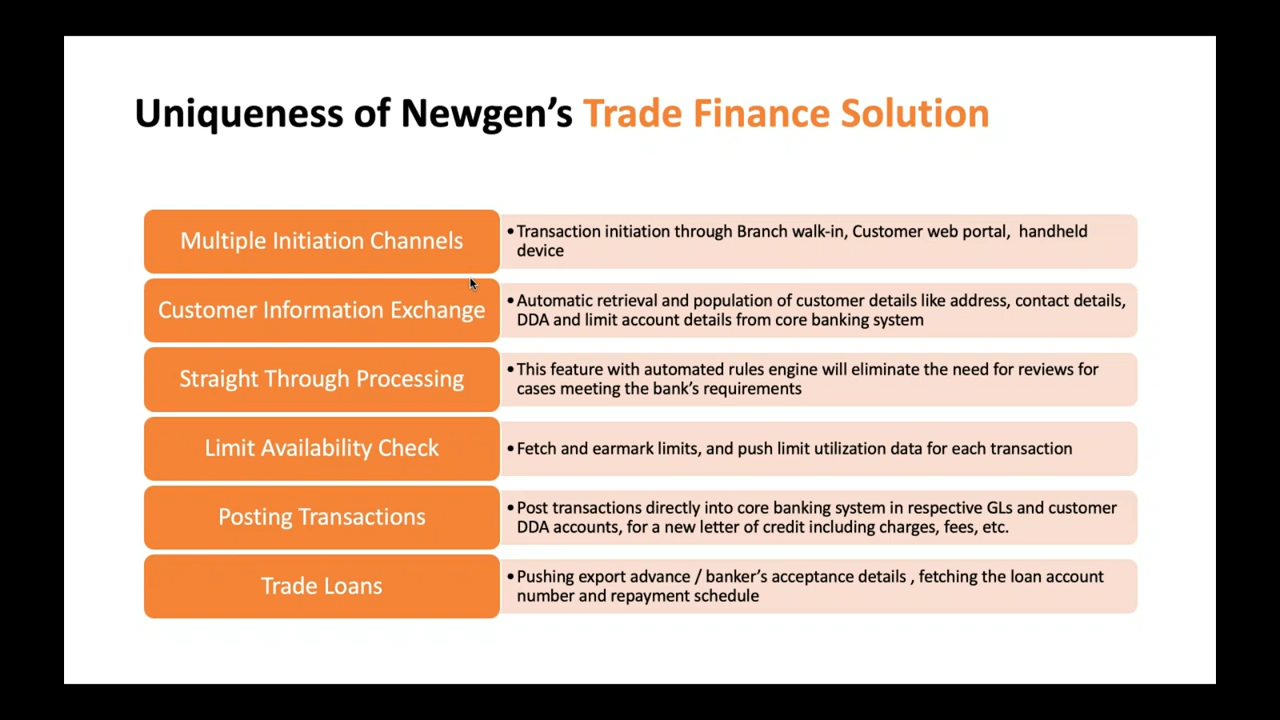 Uniqueness of Newgen’s Trade Finance Solution
Multiple Initiation Channels
•Transaction initiation through Branch walk-in, Customer web portal,  handheld
device
Customer Information Exchange
•Automatic retrieval and population of customer details like address, contact details,
DDA and limit account details from core banking system
Straight Through Processing
•This feature with automated rules engine will eliminate the need for reviews for
cases meeting the bank’s requirements
Limit Availability Check
•Fetch and earmark limits, and push limit utilization data for each transaction
Posting Transactions
•Post transactions directly into core banking system in respective GLs and customer
DDA accounts, for a new letter of credit including charges, fees, etc.
Trade Loans
•Pushing export advance / banker’s acceptance details , fetching the loan account
number and repayment schedule